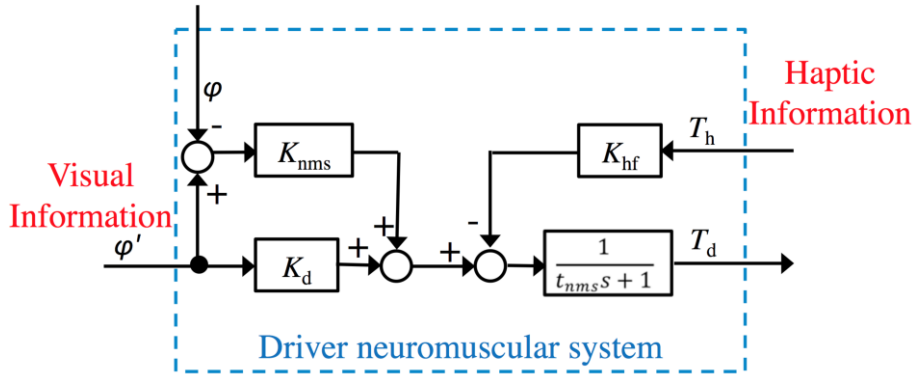 φ
-
Haptic
Information
K_nms
T_h
K_hf
Visual
Information
+
+
-
φ'
K_d
+
+
1
t_nms s + 1
T_d
Driver neuromuscular system